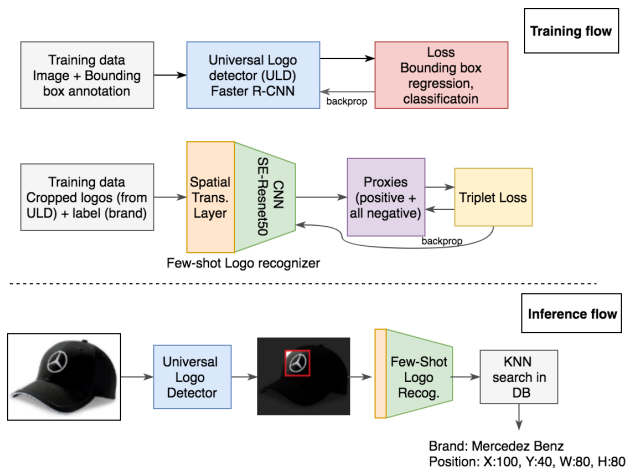 Training flow
Training data
Image + Bounding
box annotation
Universal Logo
detector (ULD)
Faster R-CNN
Loss
Bounding box
regression,
classificatoin
backprop
Training data
Cropped logos (from
ULD) + label (brand)
Spatial
Trans.
Layer
CNN
SE-Resnet50
Proxies
(positive +
all negative)
Triplet Loss
backprop
Few-shot Logo recognizer
Inference flow
Universal
Logo
Detector
Few-Shot
Logo
Recog.
KNN
search in
DB
Brand: Mercedez Benz
Position: X:100, Y:40, W:80, H:80